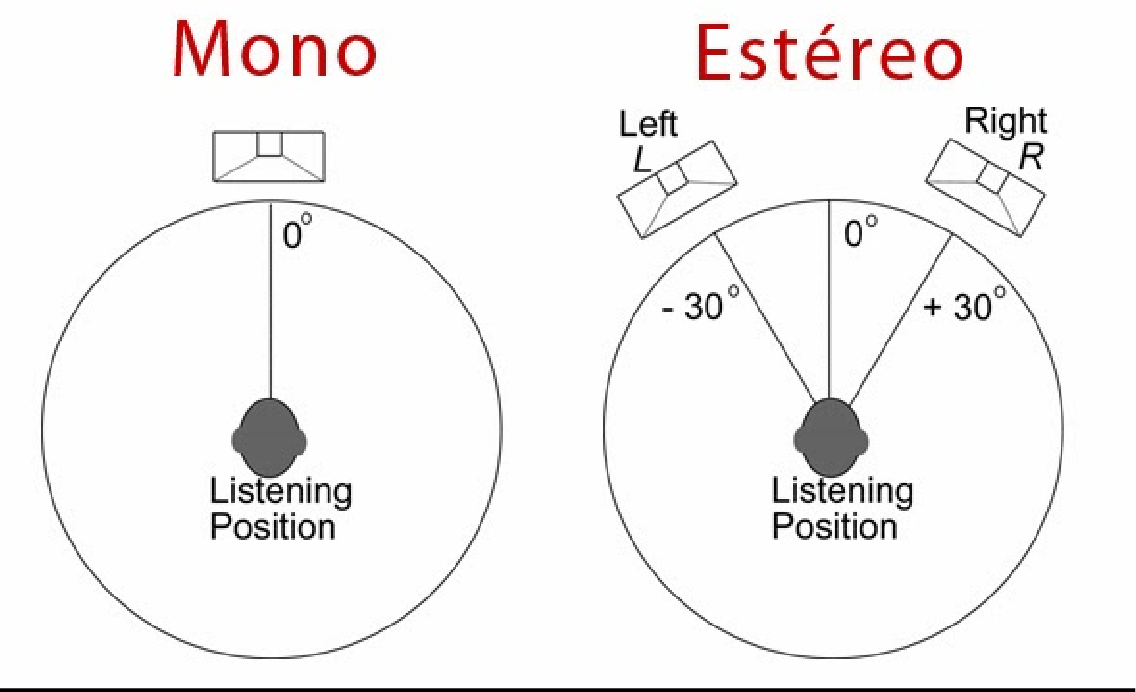 Mono
0°
Listening
Position
Estéreo
Left
L
Right
R
0°
- 30°
+ 30°
Listening
Position